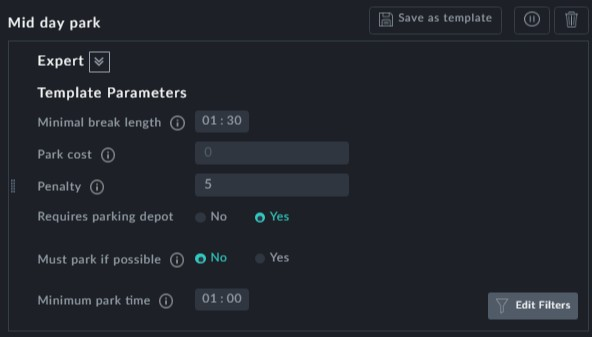 Mid day park
Save as template
Expert
Template Parameters
Minimal break length 01 : 30
Park cost 0
Penalty 5
Requires parking depot No Yes
Must park if possible No Yes
Minimum park time 01 : 00
Edit Filters